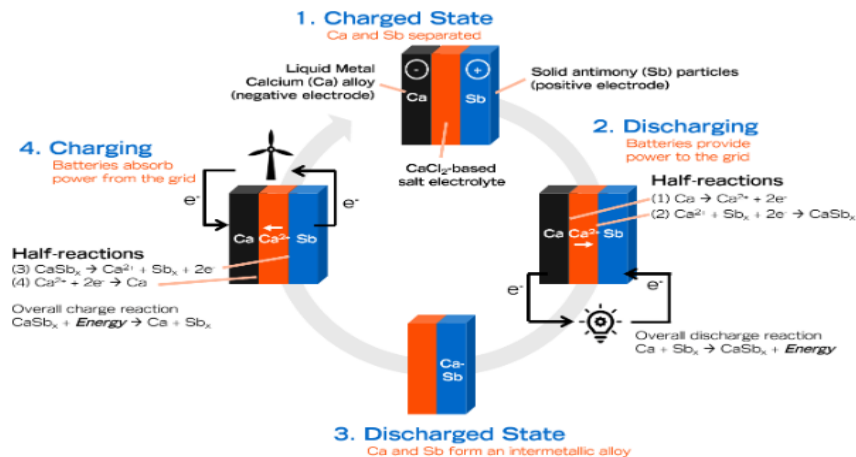 1. Charged State
Ca and Sb separated
Liquid Metal
Calcium (Ca) alloy
(negative electrode)
-
+
Ca
Sb
Solid antimony (Sb) particles
(positive electrode)
CaCl₂-based
salt electrolyte
2. Discharging
Batteries provide
power to the grid
Half-reactions
(1) Ca → Ca²⁺ + 2e⁻
(2) Ca²⁺ + Sbₓ + 2e⁻ → CaSbₓ
Ca
Ca²⁺
Sb
e⁻
e⁻
Overall discharge reaction
Ca + Sbₓ → CaSbₓ + Energy
Ca-
Sb
3. Discharged State
Ca and Sb form an intermetallic alloy
4. Charging
Batteries absorb
power from the grid
e⁻
e⁻
Ca
Ca²⁺
Sb
Half-reactions
(3) CaSbₓ → Ca²⁺ + Sbₓ + 2e⁻
(4) Ca²⁺ + 2e⁻ → Ca
Overall charge reaction
CaSbₓ + Energy → Ca + Sbₓ